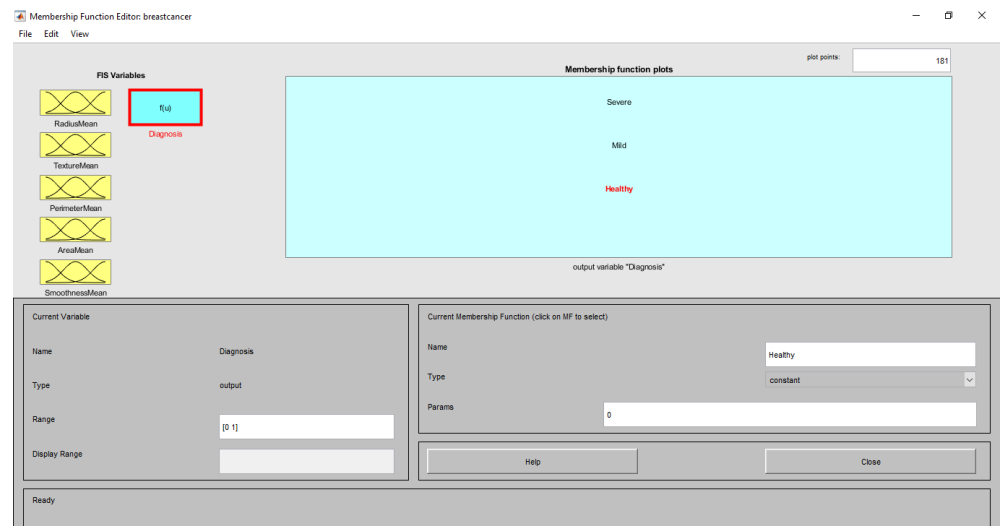 Membership Function Editor: breastcancer
File Edit View
FIS Variables
f(u)
RadiusMean
Diagnosis
TextureMean
PerimeterMean
AreaMean
SmoothnessMean
plot points:
181
Membership function plots
Severe
Mild
Healthy
output variable "Diagnosis"
Current Variable
Name Diagnosis
Type output
Range [0 1]
Display Range
Current Membership Function (click on MF to select)
Name Healthy
Type constant
Params 0
Help Close
Ready